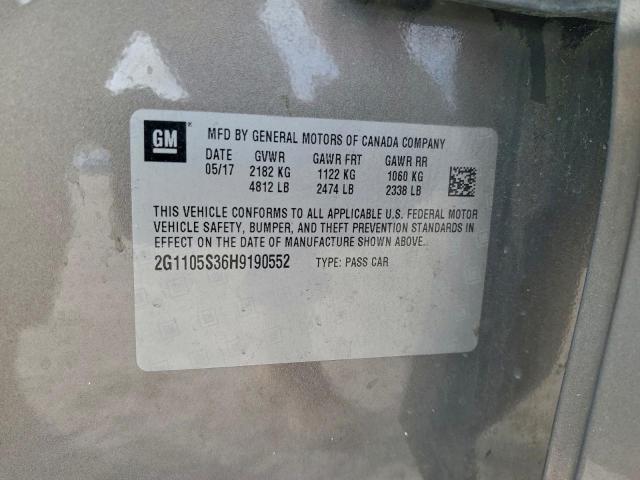 GM MFD BY GENERAL MOTORS OF CANADA COMPANY
DATE GVWR GAWR FRT GAWR RR
05/17 2182 KG 1122 KG 1060 KG
4812 LB 2474 LB 2338 LB
THIS VEHICLE CONFORMS TO ALL APPLICABLE U.S. FEDERAL MOTOR
VEHICLE SAFETY, BUMPER, AND THEFT PREVENTION STANDARDS IN
EFFECT ON THE DATE OF MANUFACTURE SHOWN ABOVE.
2G1105S36H9190552 TYPE: PASS CAR